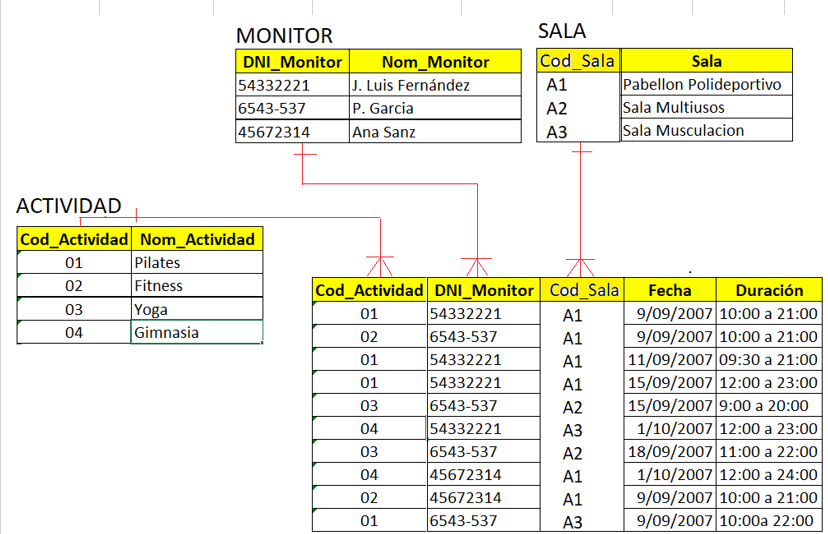 MONITOR
DNI_Monitor Nom_Monitor
54332221 J. Luis Fernández
6543-537 P. Garcia
45672314 Ana Sanz
SALA
Cod_Sala Sala
A1 Pabellon Polideportivo
A2 Sala Multiusos
A3 Sala Musculacion
ACTIVIDAD
Cod_Actividad Nom_Actividad
01 Pilates
02 Fitness
03 Yoga
04 Gimnasia
Cod_Actividad DNI_Monitor Cod_Sala Fecha Duración
01 54332221 A1 9/09/2007 10:00 a 21:00
02 6543-537 A1 9/09/2007 10:00 a 21:00
01 54332221 A1 11/09/2007 09:30 a 21:00
01 54332221 A1 15/09/2007 12:00 a 23:00
03 6543-537 A2 15/09/2007 9:00 a 20:00
04 54332221 A3 1/10/2007 12:00 a 23:00
03 6543-537 A2 18/09/2007 11:00 a 22:00
04 45672314 A1 1/10/2007 12:00 a 24:00
02 45672314 A1 9/09/2007 10:00 a 21:00
01 6543-537 A3 9/09/2007 10:00a 22:00